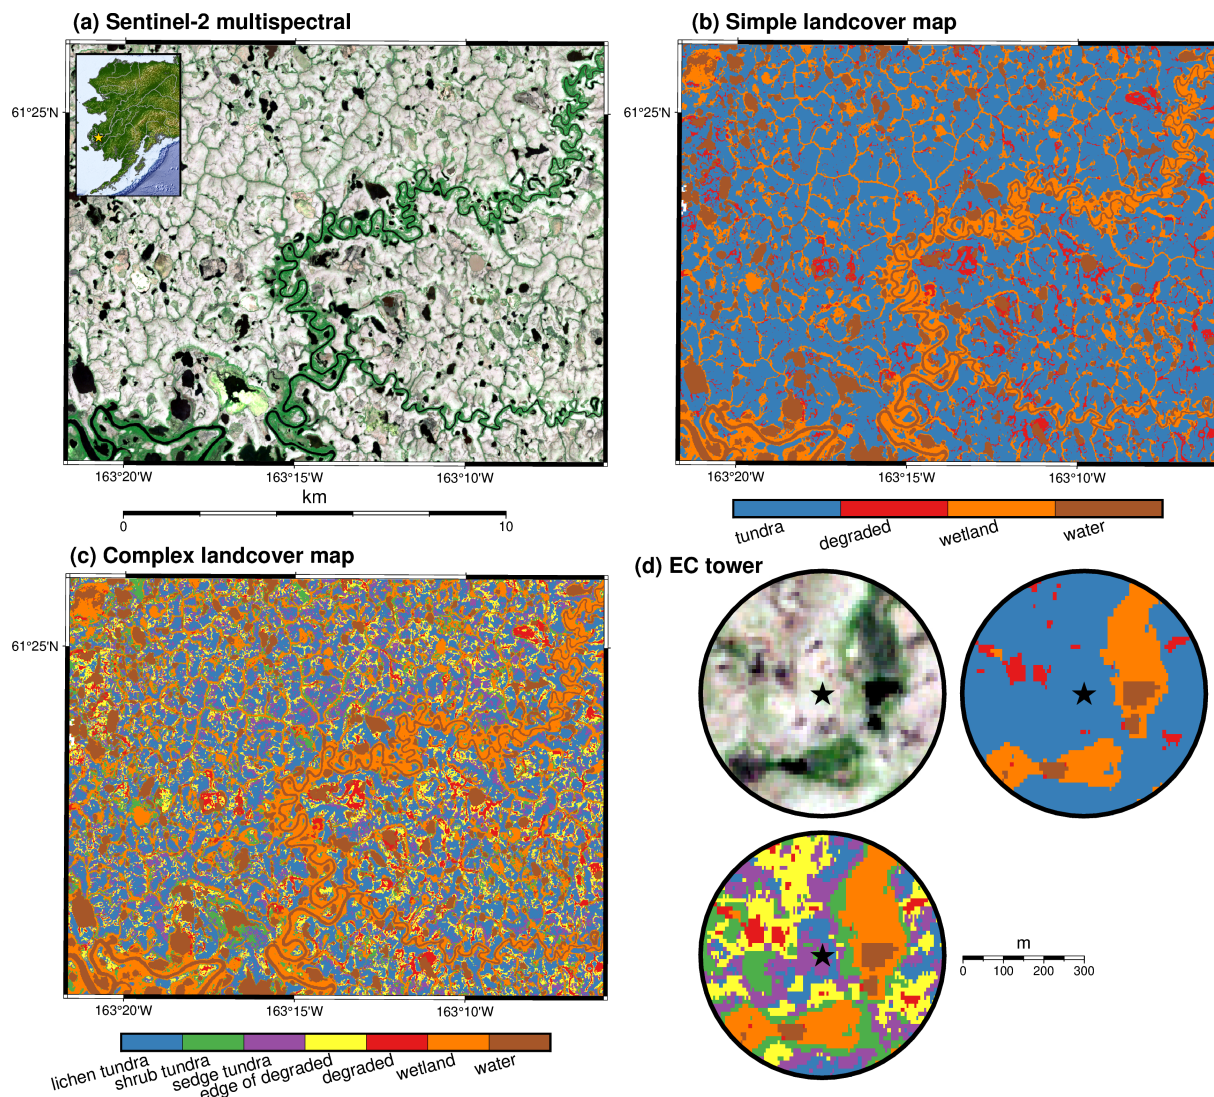 (a) Sentinel-2 multispectral
(b) Simple landcover map
61°25'N
61°25'N
163°20'W
163°15'W
163°10'W
163°20'W
163°15'W
163°10'W
km
0
10
tundra
degraded
wetland
water
(c) Complex landcover map
(d) EC tower
61°25'N
163°20'W
163°15'W
163°10'W
m
0
100
200
300
lichen tundra
shrub tundra
sedge tundra
edge of degraded
degraded
wetland
water